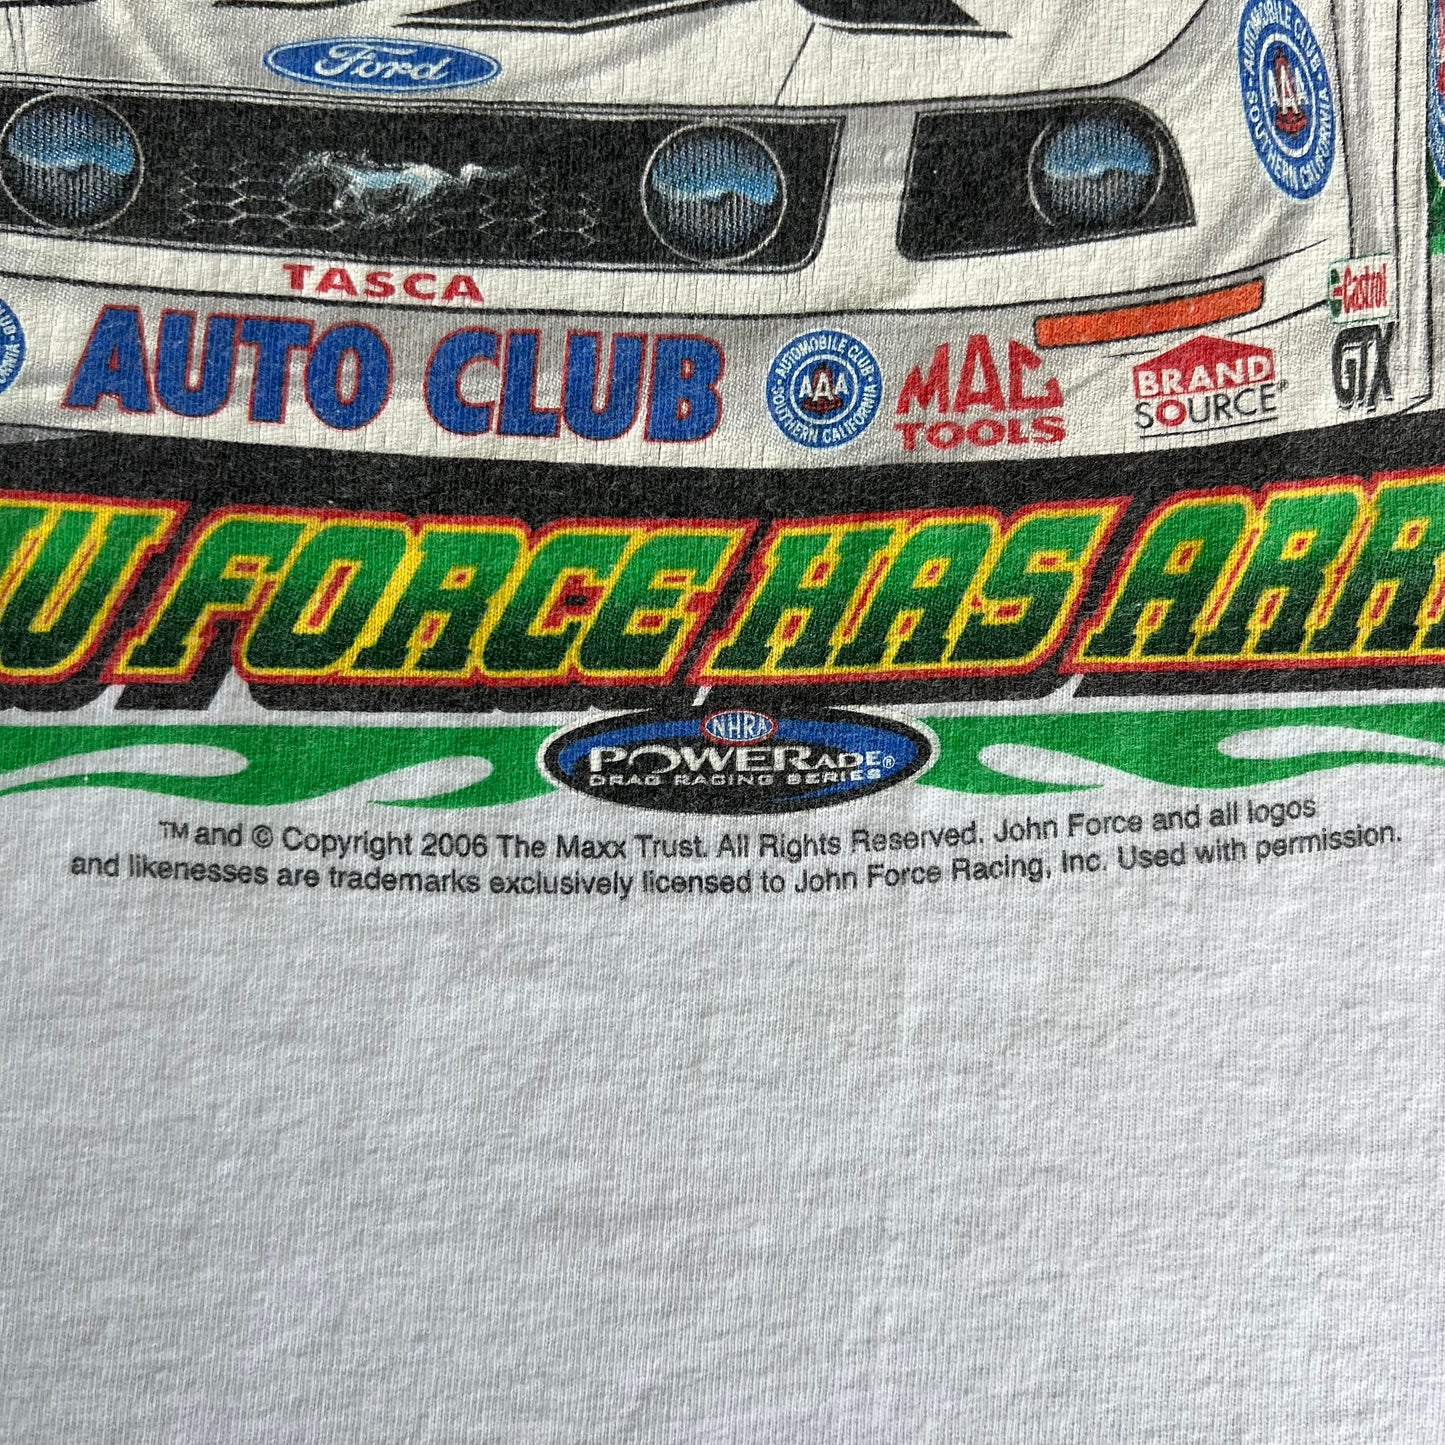 Ford
AUTOMOBILE CLUB
AAA
SOUTHERN CALIFORNIA
TASCA
Castrol
GTX
AUTO CLUB
AUTOMOBILE CLUB
AAA
SOUTHERN CALIFORNIA
MAC
TOOLS
BRAND
SOURCE®
FORCE HAS ARR
NHRA
POWERADE®
DRAG RACING SERIES
TM and © Copyright 2006 The Maxx Trust. All Rights Reserved. John Force and all logos
and likenesses are trademarks exclusively licensed to John Force Racing, Inc. Used with permission.